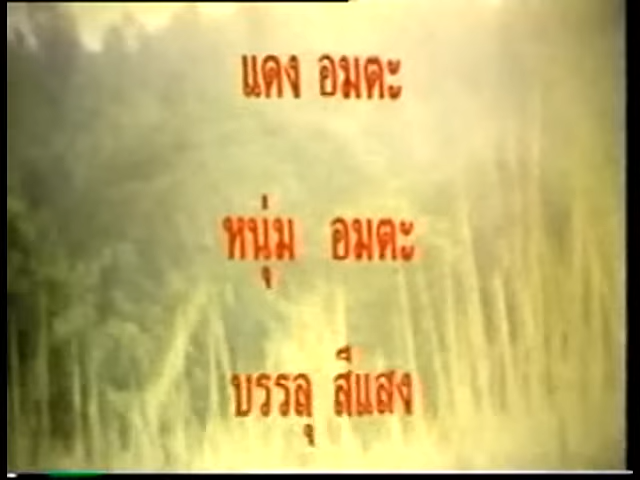 แดง อมตะ
หนุ่ม อมตะ
บรรลุ สีแสง